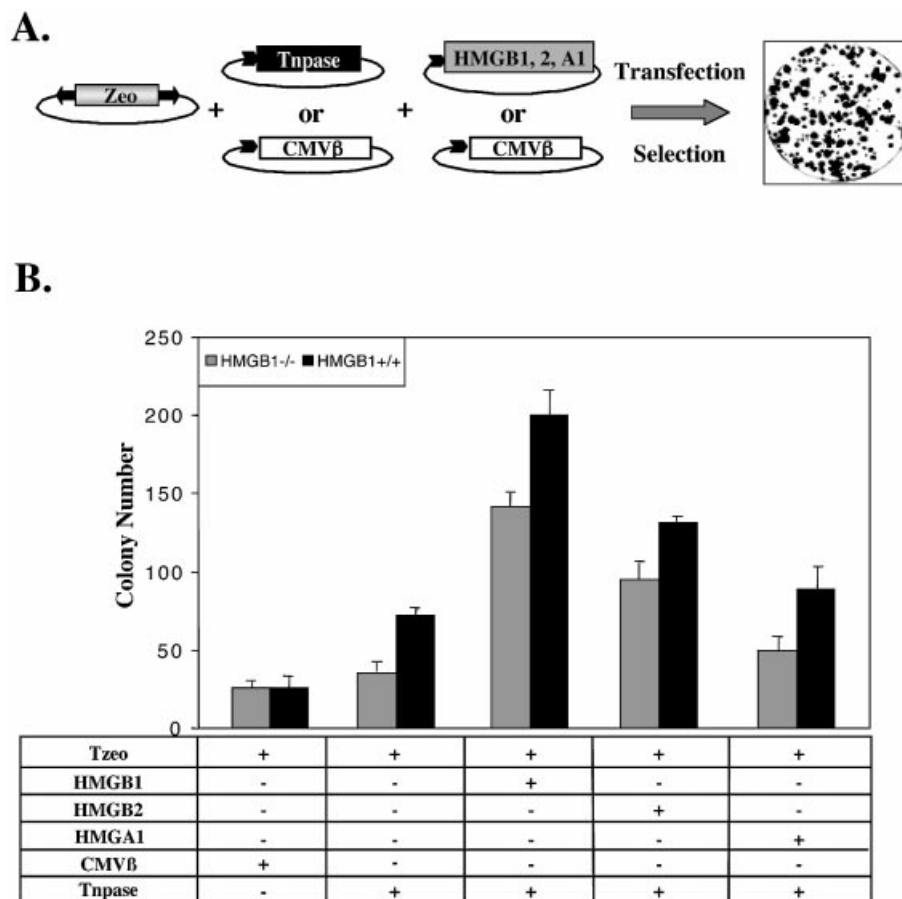 A.
Zeo
+
Tnpase
or
CMVβ
+
HMGB1, 2, A1
or
CMVβ
Transfection
Selection
B.
250
200
150
100
50
0
Colony Number
HMGB1-/- HMGB1+/+
Tzeo + + + + +
HMGB1 - - + - -
HMGB2 - - - + -
HMGA1 - - - - +
CMVß + - - - -
Tnpase - + + + +